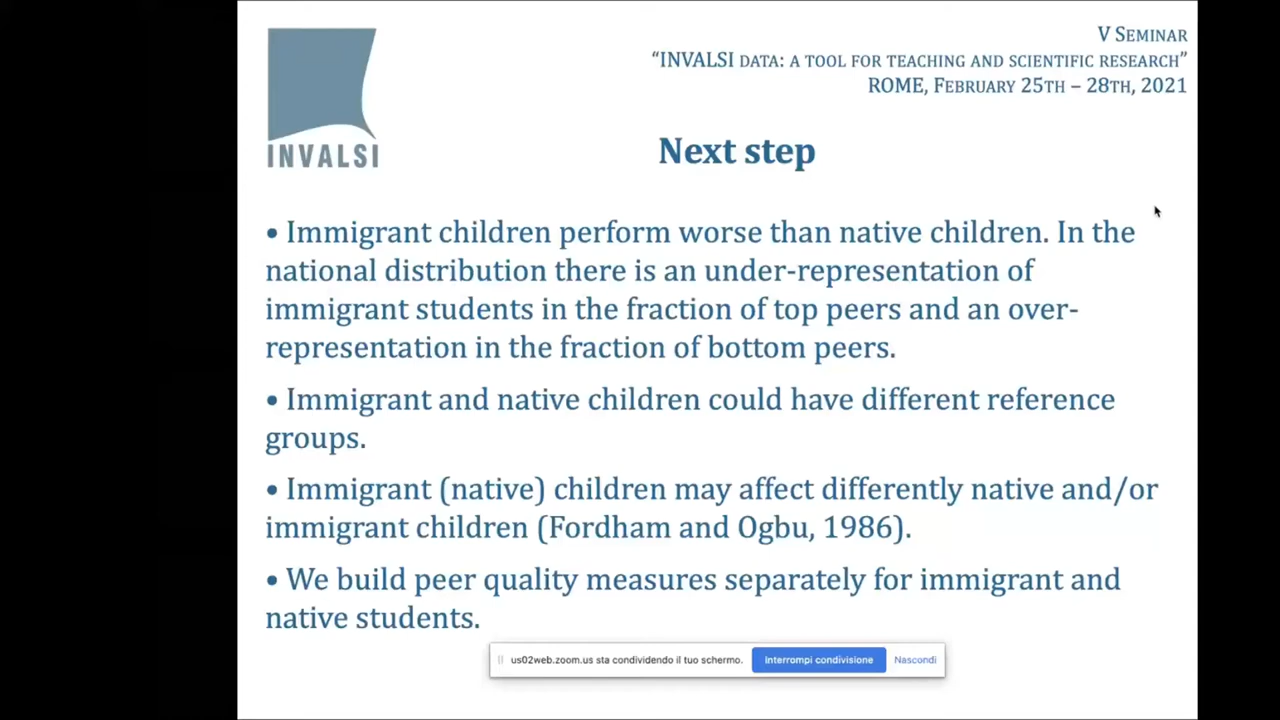 V SEMINAR
“INVALSI DATA: A TOOL FOR TEACHING AND SCIENTIFIC RESEARCH”
ROME, FEBRUARY 25TH – 28TH, 2021
INVALSI
Next step
• Immigrant children perform worse than native children. In the
national distribution there is an under-representation of
immigrant students in the fraction of top peers and an over-
representation in the fraction of bottom peers.
• Immigrant and native children could have different reference
groups.
• Immigrant (native) children may affect differently native and/or
immigrant children (Fordham and Ogbu, 1986).
• We build peer quality measures separately for immigrant and
native students.
us02web.zoom.us sta condividendo il tuo schermo. Interrompi condivisione Nascondi